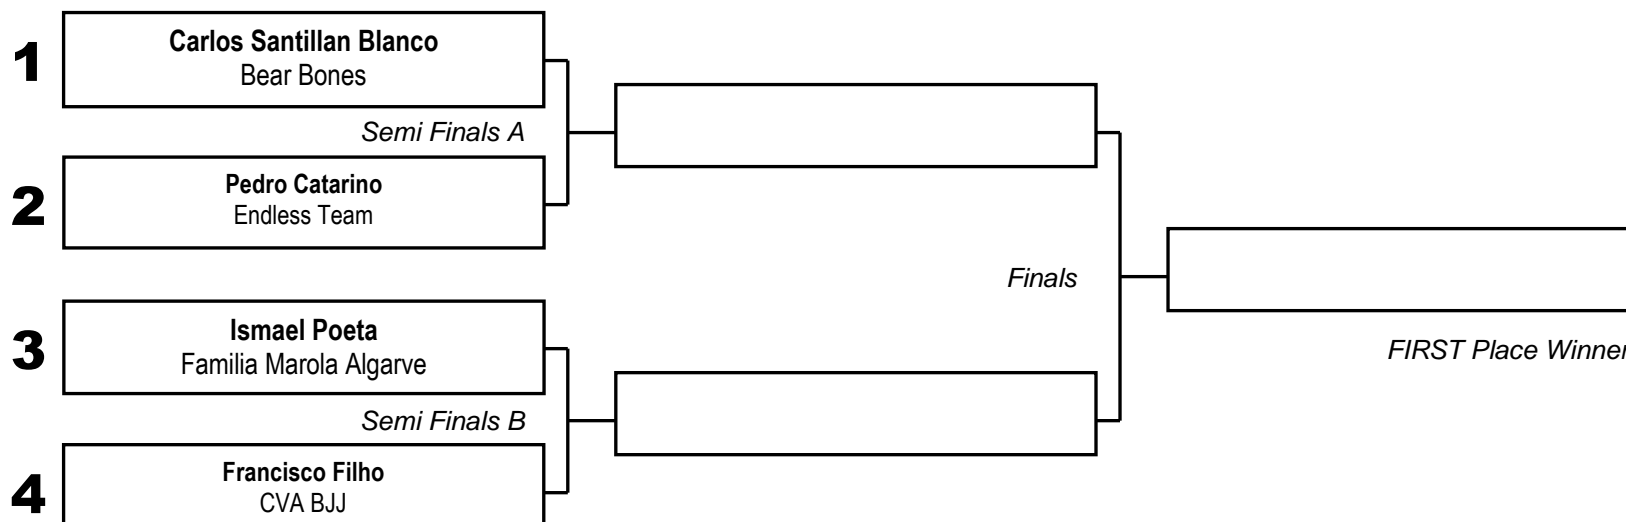 1
Carlos Santillan Blanco
Bear Bones
Semi Finals A
2
Pedro Catarino
Endless Team
Finals
3
Ismael Poeta
Familia Marola Algarve
FIRST Place Winner
Semi Finals B
4
Francisco Filho
CVA BJJ